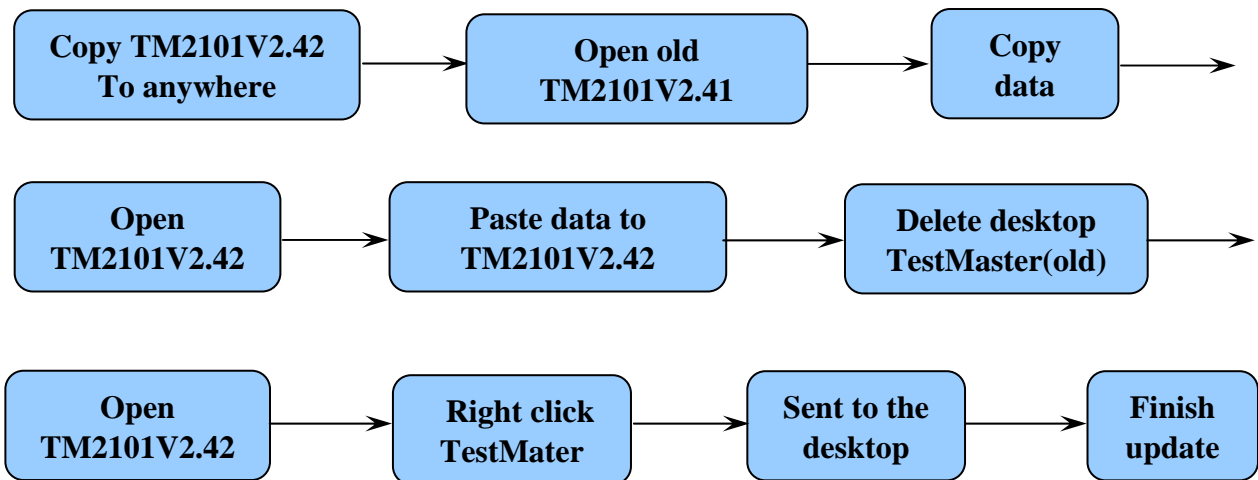 Copy TM2101V2.42
To anywhere
Open old
TM2101V2.41
Copy
data
Open
TM2101V2.42
Paste data to
TM2101V2.42
Delete desktop
TestMaster(old)
Open
TM2101V2.42
Right click
TestMater
Sent to the
desktop
Finish
update